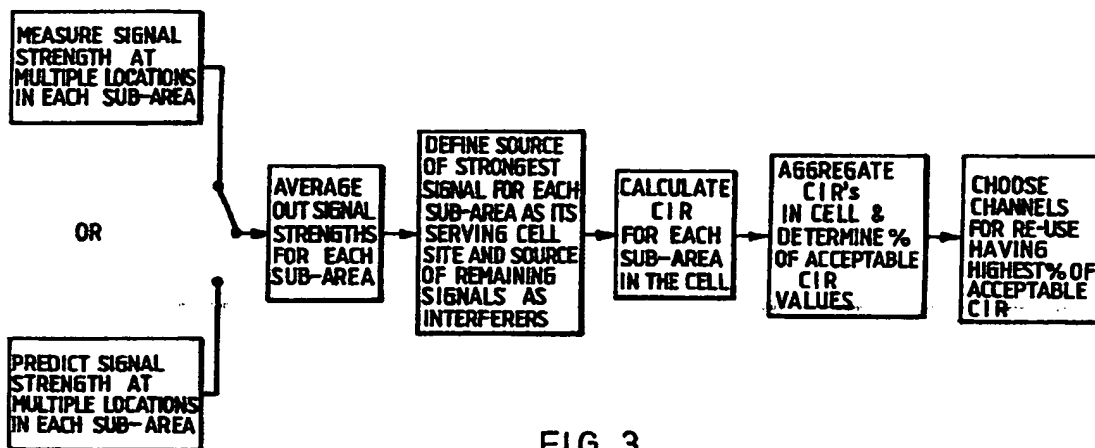 MEASURE SIGNAL
STRENGTH AT
MULTIPLE LOCATIONS
IN EACH SUB-AREA
OR
PREDICT SIGNAL
STRENGTH AT
MULTIPLE LOCATIONS
IN EACH SUB-AREA
AVERAGE
OUT SIGNAL
STRENGTHS
FOR EACH
SUB-AREA
DEFINE SOURCE
OF STRONGEST
SIGNAL FOR EACH
SUB-AREA AS ITS
SERVING CELL
SITE AND SOURCE
OF REMAINING
SIGNALS AS
INTERFERERS
CALCULATE
CIR
FOR EACH
SUB-AREA
IN THE CELL
AGGREGATE
CIR's
IN CELL &
DETERMINE %
OF ACCEPTABLE
CIR
VALUES
CHOOSE
CHANNELS
FOR RE-USE
HAVING
HIGHEST % OF
ACCEPTABLE
CIR
FIG. 3